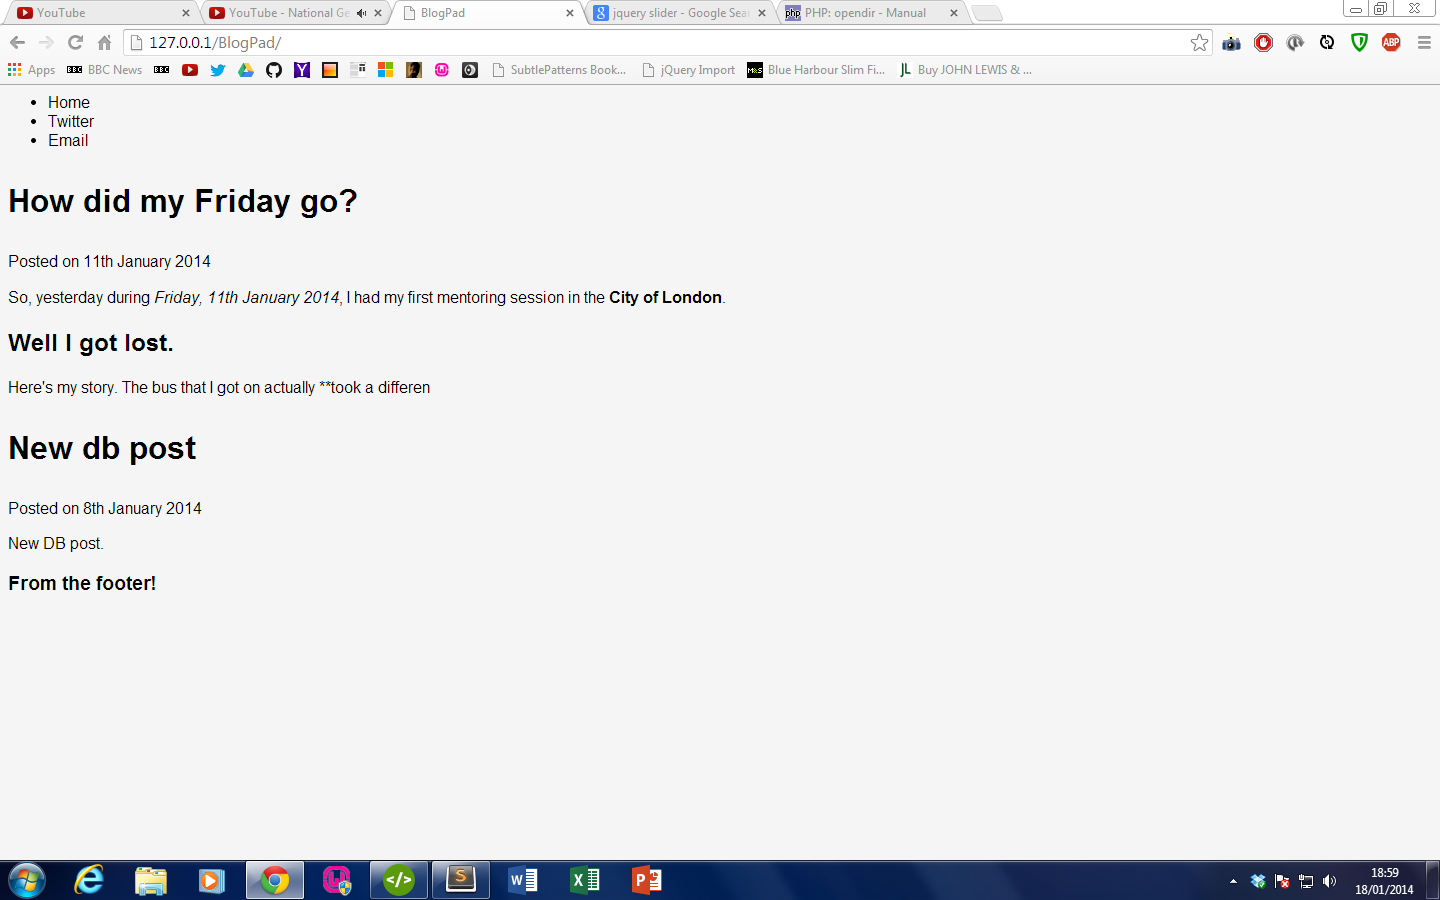 YouTube
YouTube - National Ge
BlogPad
jquery slider - Google Sea
PHP: opendir - Manual
127.0.0.1/BlogPad/
Apps
BBC
BBC News
BBC
SubtlePatterns Book...
jQuery Import
M&S
Blue Harbour Slim Fi...
JL
Buy JOHN LEWIS & ...
ABP
Home
Twitter
Email
How did my Friday go?
Posted on 11th January 2014
So, yesterday during Friday, 11th January 2014, I had my first mentoring session in the City of London.
Well I got lost.
Here's my story. The bus that I got on actually **took a differen
New db post
Posted on 8th January 2014
New DB post.
From the footer!
18:59
18/01/2014